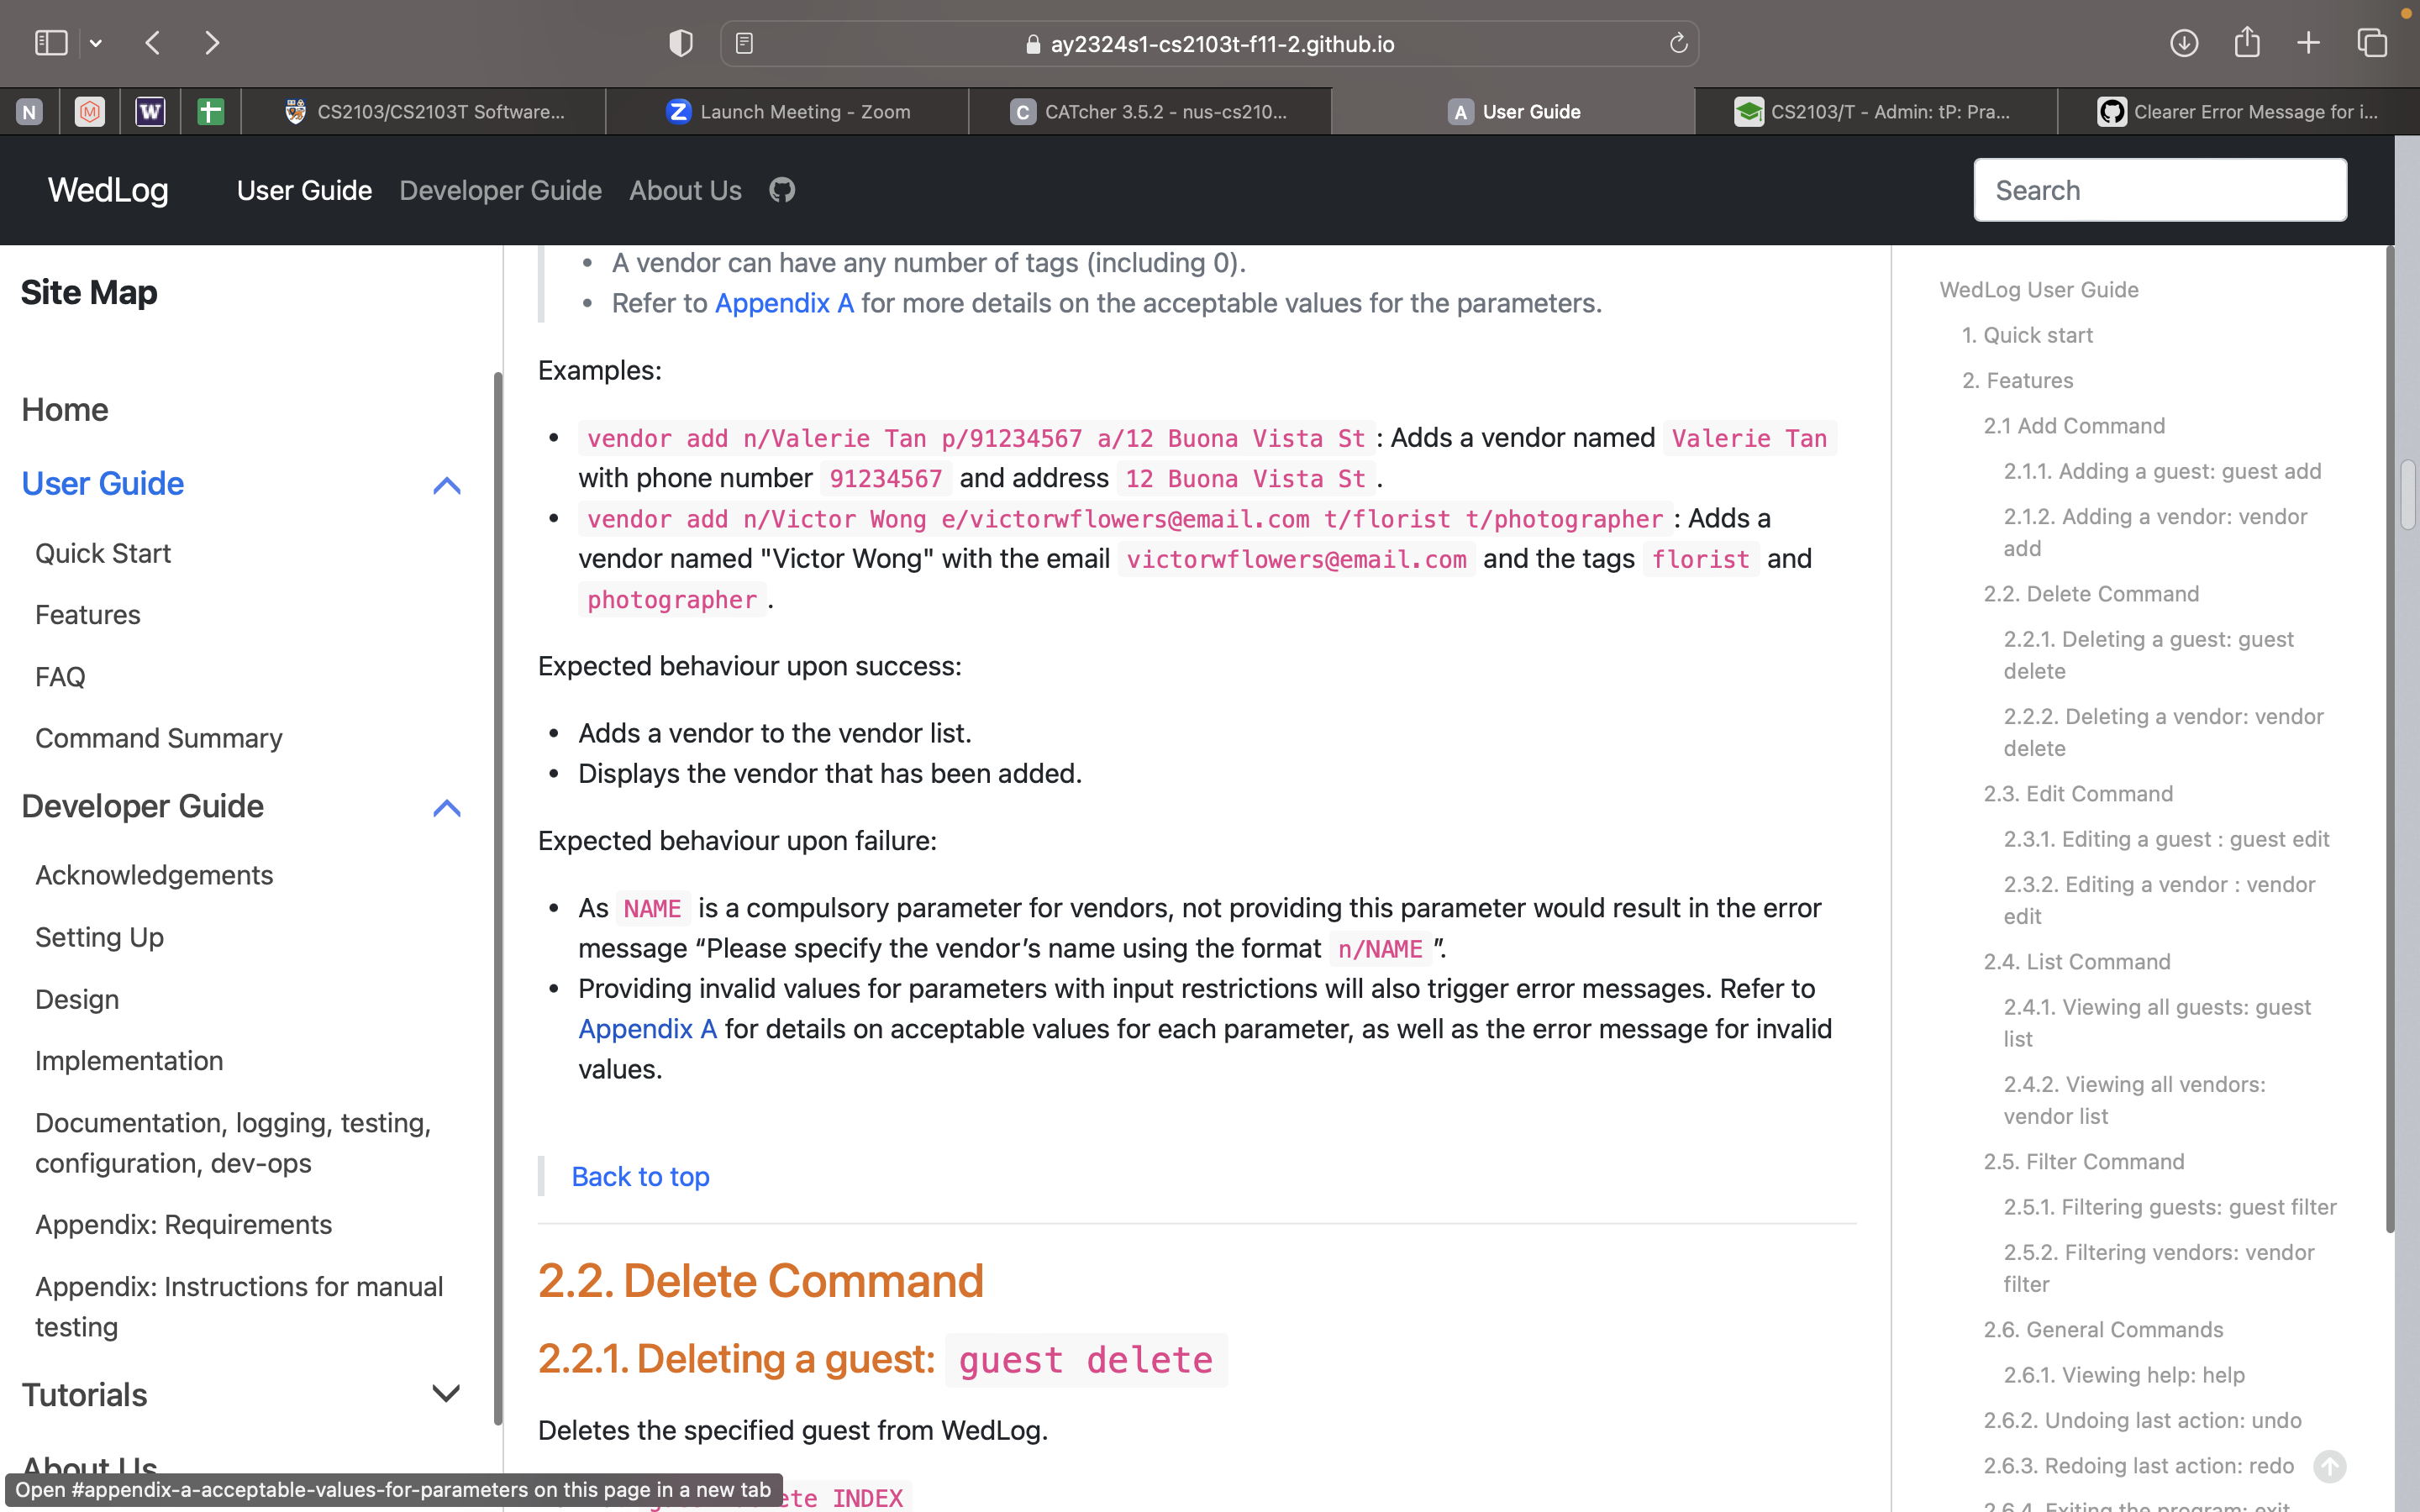 ay2324s1-cs2103t-f11-2.github.io
N
W
CS2103/CS2103T Software...
Z Launch Meeting - Zoom
C CATcher 3.5.2 - nus-cs210...
A User Guide
CS2103/T - Admin: tP: Pra...
Clearer Error Message for i...
WedLog
User Guide
Developer Guide
About Us
Search
Site Map
Home
User Guide
Quick Start
Features
FAQ
Command Summary
Developer Guide
Acknowledgements
Setting Up
Design
Implementation
Documentation, logging, testing,
configuration, dev-ops
Appendix: Requirements
Appendix: Instructions for manual
testing
Tutorials
About Us
Open #appendix-a-acceptable-values-for-parameters on this page in a new tab
• A vendor can have any number of tags (including 0).
• Refer to Appendix A for more details on the acceptable values for the parameters.
Examples:
• vendor add n/Valerie Tan p/91234567 a/12 Buona Vista St : Adds a vendor named Valerie Tan
with phone number 91234567 and address 12 Buona Vista St .
• vendor add n/Victor Wong e/victorwflowers@email.com t/florist t/photographer : Adds a
vendor named "Victor Wong" with the email victorwflowers@email.com and the tags florist and
photographer .
Expected behaviour upon success:
• Adds a vendor to the vendor list.
• Displays the vendor that has been added.
Expected behaviour upon failure:
• As NAME is a compulsory parameter for vendors, not providing this parameter would result in the error
message “Please specify the vendor’s name using the format n/NAME ”.
• Providing invalid values for parameters with input restrictions will also trigger error messages. Refer to
Appendix A for details on acceptable values for each parameter, as well as the error message for invalid
values.
Back to top
2.2. Delete Command
2.2.1. Deleting a guest: guest delete
Deletes the specified guest from WedLog.
ete INDEX
WedLog User Guide
1. Quick start
2. Features
2.1 Add Command
2.1.1. Adding a guest: guest add
2.1.2. Adding a vendor: vendor
add
2.2. Delete Command
2.2.1. Deleting a guest: guest
delete
2.2.2. Deleting a vendor: vendor
delete
2.3. Edit Command
2.3.1. Editing a guest : guest edit
2.3.2. Editing a vendor : vendor
edit
2.4. List Command
2.4.1. Viewing all guests: guest
list
2.4.2. Viewing all vendors:
vendor list
2.5. Filter Command
2.5.1. Filtering guests: guest filter
2.5.2. Filtering vendors: vendor
filter
2.6. General Commands
2.6.1. Viewing help: help
2.6.2. Undoing last action: undo
2.6.3. Redoing last action: redo
2.6.4. Exiting the program: exit